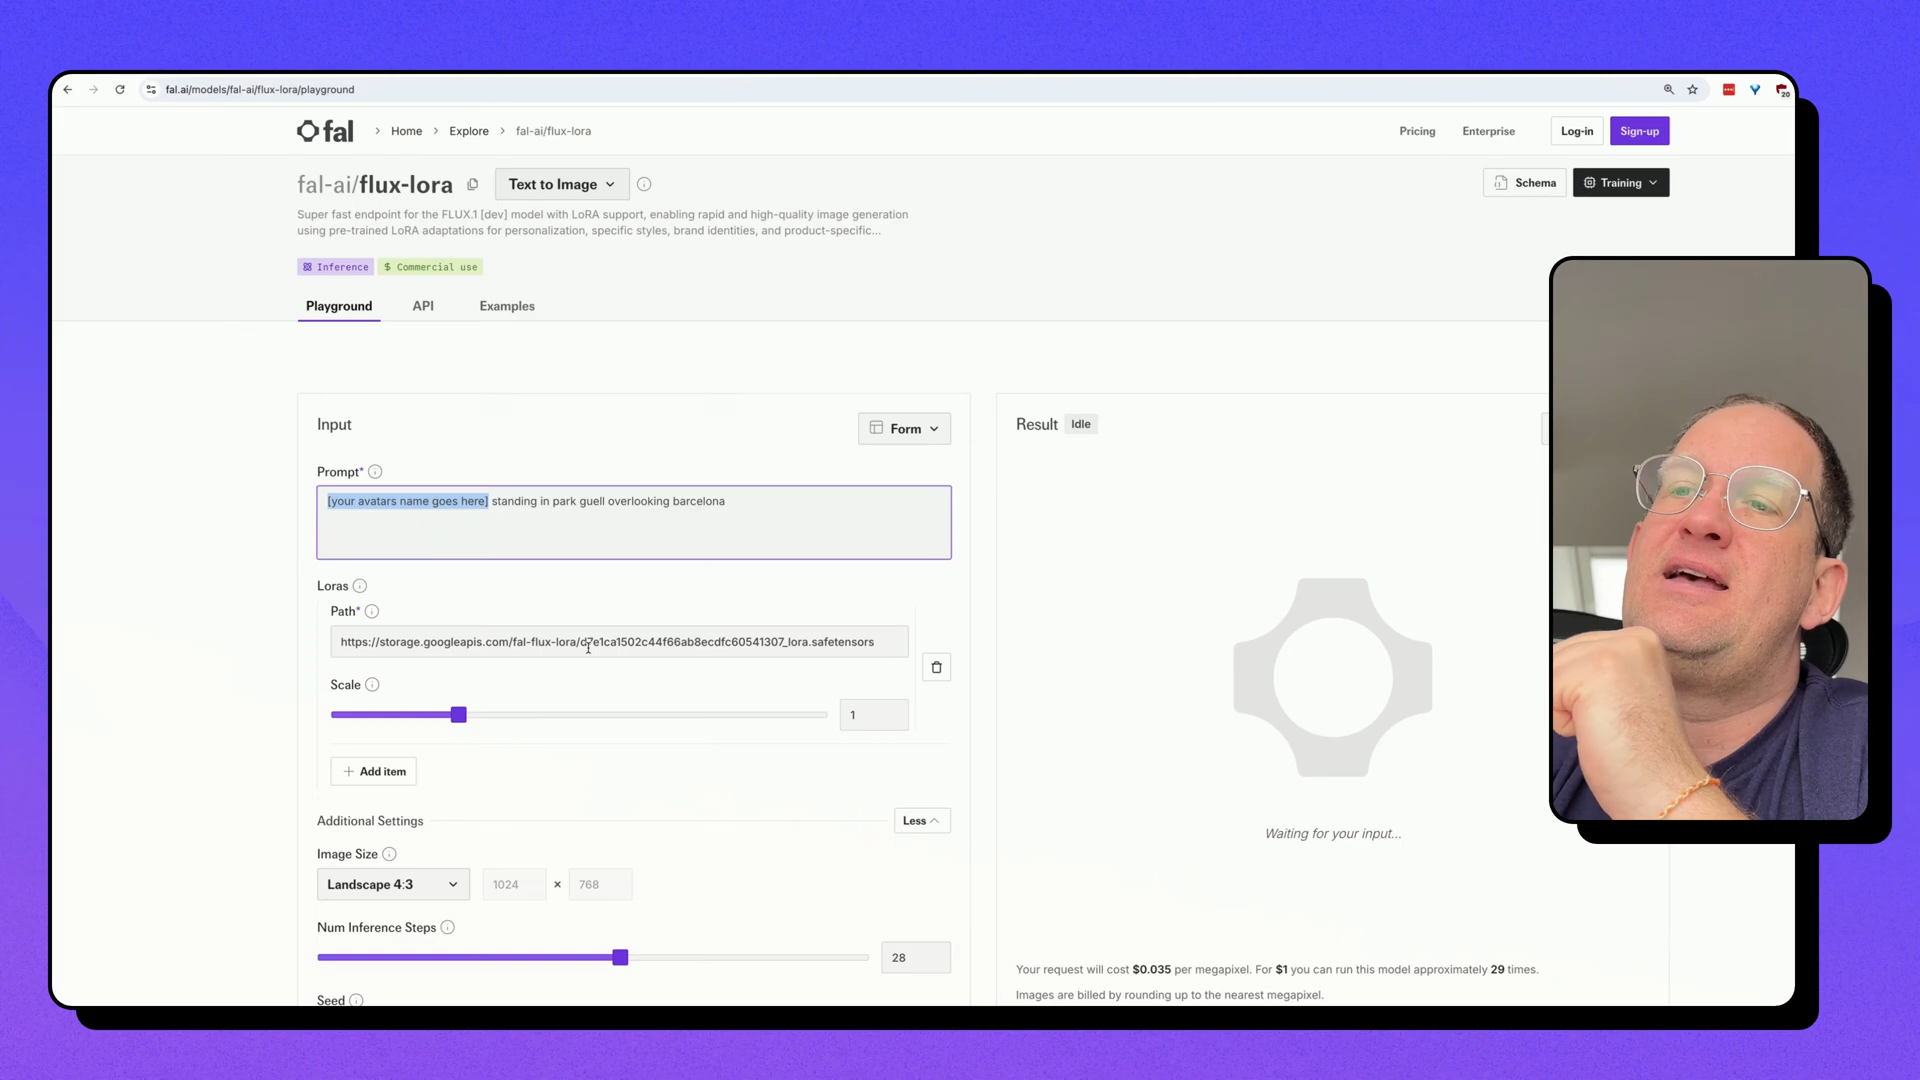 fal.ai/models/fal-ai/flux-lora/playground
20
fal > Home > Explore > fal-ai/flux-lora
Pricing Enterprise Log-in Sign-up
fal-ai/flux-lora Text to Image
Schema Training
Super fast endpoint for the FLUX.1 [dev] model with LoRA support, enabling rapid and high-quality image generation
using pre-trained LoRA adaptations for personalization, specific styles, brand identities, and product-specific...
Inference $ Commercial use
Playground API Examples
Input
Form
Prompt*
[your avatars name goes here] standing in park guell overlooking barcelona
Loras
Path*
https://storage.googleapis.com/fal-flux-lora/d7e1ca1502c44f66ab8ecdfc60541307_lora.safetensors
Scale
1
+ Add item
Additional Settings
Less
Image Size
Landscape 4:3 1024 × 768
Num Inference Steps
28
Seed
Result Idle
Waiting for your input...
Your request will cost $0.035 per megapixel. For $1 you can run this model approximately 29 times.
Images are billed by rounding up to the nearest megapixel.